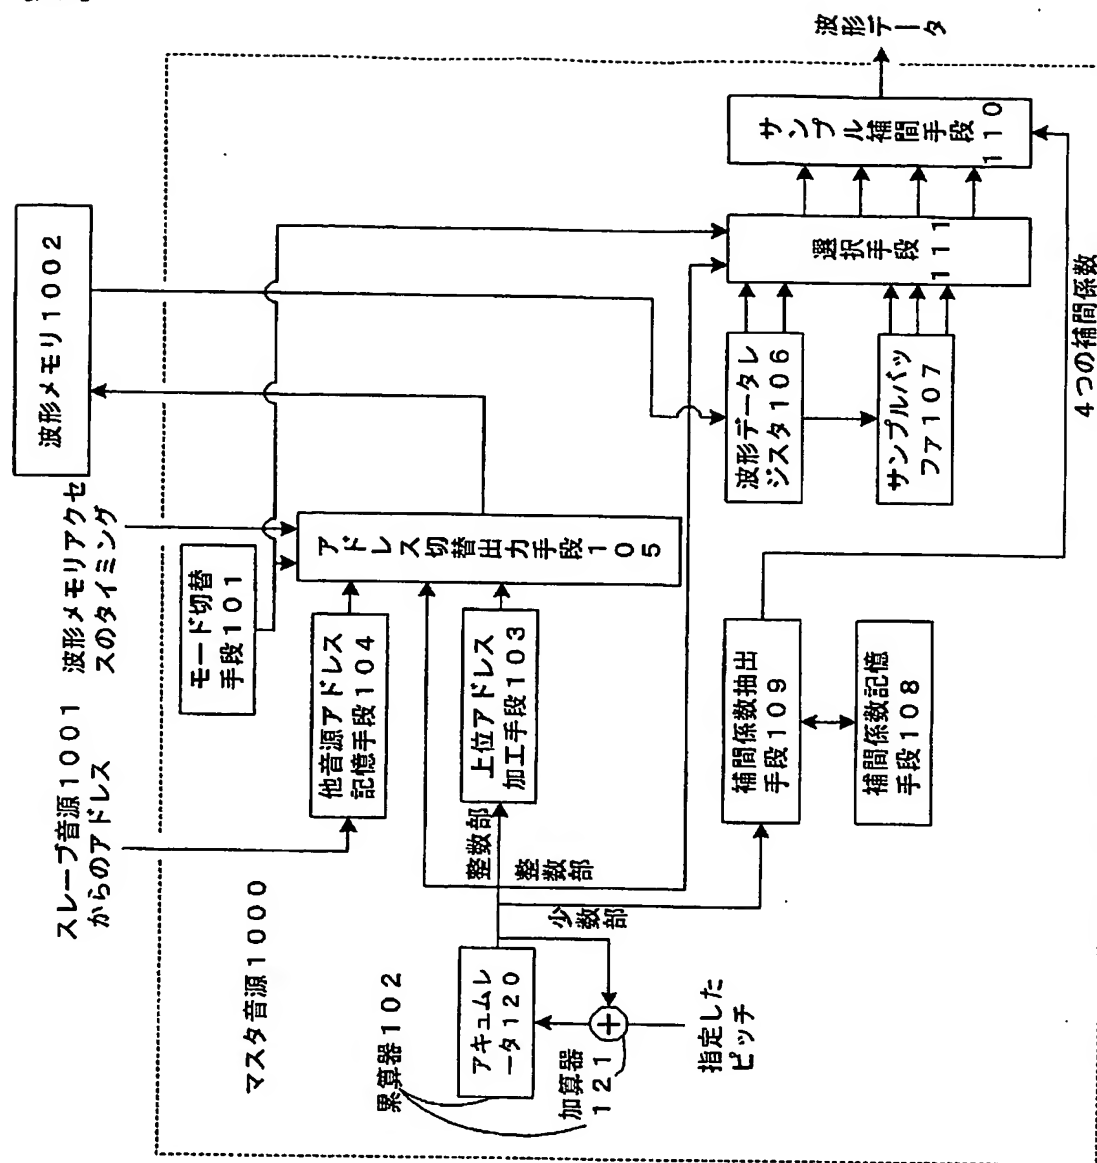 波形メモリ1002
スレーブ音源1001
からのアドレス
波形メモリアクセ
スのタイミング
マスタ音源1000
モード切替
手段101
他音源アドレス
記憶手段104
上位アドレス
加工手段103
アドレス切替出力手段105
累算器102
アキュムレ
ータ120
加算器
121
指定した
ピッチ
整数部
整数部
少数部
波形データレ
ジスタ106
サンプルバッ
ファ107
選択手段111
サンプル補間手段110
波形データ
補間係数抽出
手段109
補間係数記憶
手段108
4つの補間係数